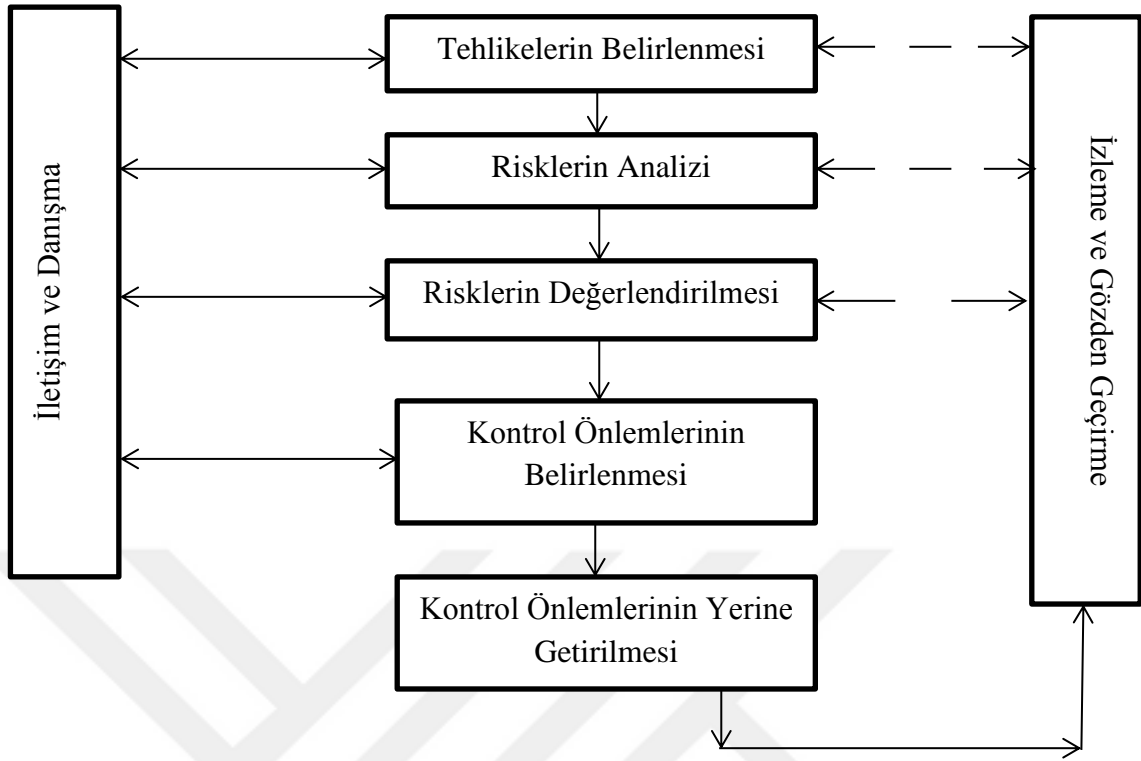 Tehlikelerin Belirlenmesi
Risklerin Analizi
Risklerin Değerlendirilmesi
Kontrol Önlemlerinin
Belirlenmesi
Kontrol Önlemlerinin Yerine
Getirilmesi
İletişim ve Danışma
İzleme ve Gözden Geçirme